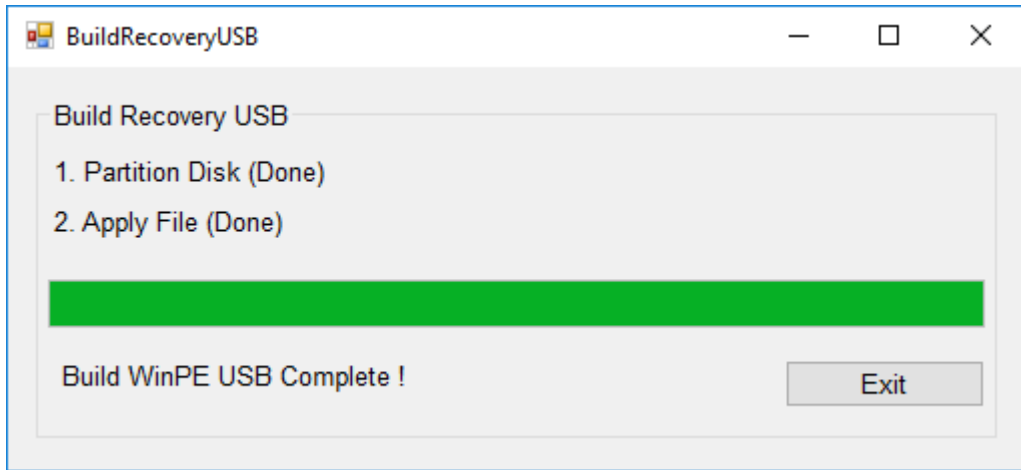 BuildRecoveryUSB
Build Recovery USB
1. Partition Disk (Done)
2. Apply File (Done)
Build WinPE USB Complete !
Exit